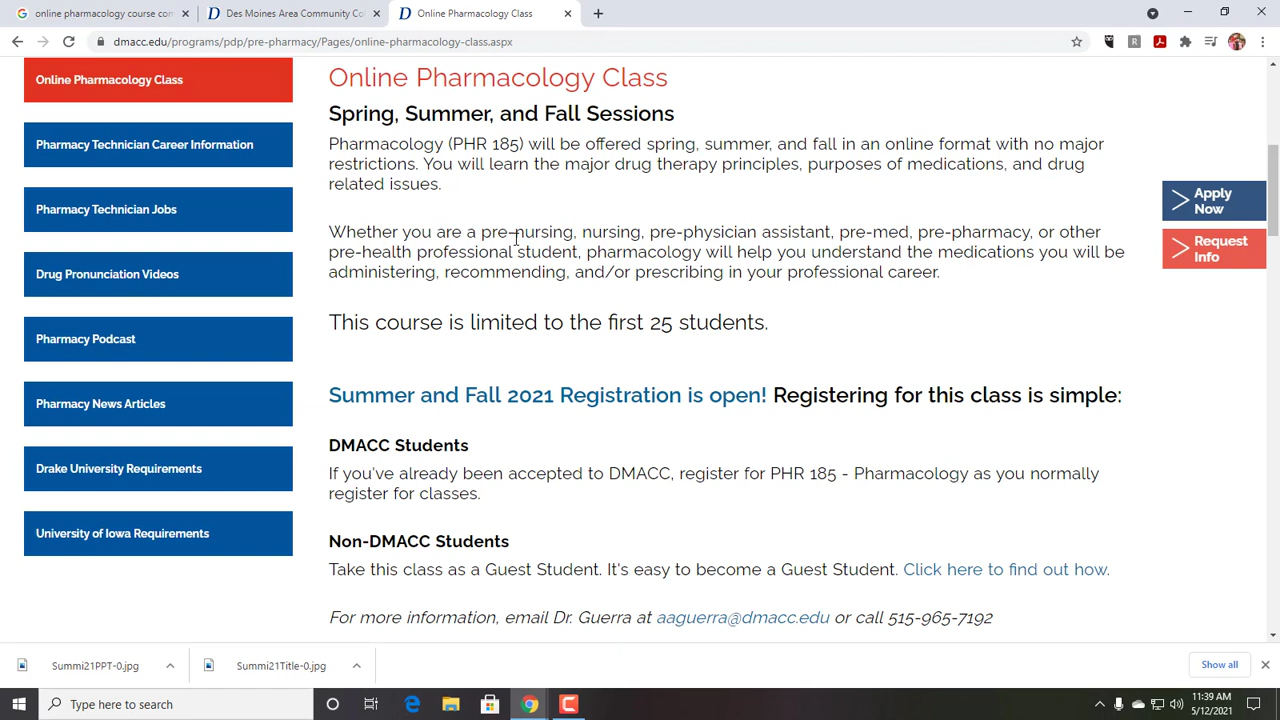 online pharmacology course com
Des Moines Area Community Co
Online Pharmacology Class
dmacc.edu/programs/pdp/pre-pharmacy/Pages/online-pharmacology-class.aspx
Online Pharmacology Class
Pharmacy Technician Career Information
Pharmacy Technician Jobs
Drug Pronunciation Videos
Pharmacy Podcast
Pharmacy News Articles
Drake University Requirements
University of Iowa Requirements
Online Pharmacology Class
Spring, Summer, and Fall Sessions
Pharmacology (PHR 185) will be offered spring, summer, and fall in an online format with no major
restrictions. You will learn the major drug therapy principles, purposes of medications, and drug
related issues.
Whether you are a pre-nursing, nursing, pre-physician assistant, pre-med, pre-pharmacy, or other
pre-health professional student, pharmacology will help you understand the medications you will be
administering, recommending, and/or prescribing in your professional career.
This course is limited to the first 25 students.
Summer and Fall 2021 Registration is open! Registering for this class is simple:
DMACC Students
If you've already been accepted to DMACC, register for PHR 185 - Pharmacology as you normally
register for classes.
Non-DMACC Students
Take this class as a Guest Student. It's easy to become a Guest Student. Click here to find out how.
For more information, email Dr. Guerra at aaguerra@dmacc.edu or call 515-965-7192
Apply
Now
Request
Info
Summi21PPT-0.jpg
Summi21Title-0.jpg
Show all
Type here to search
11:39 AM
5/12/2021